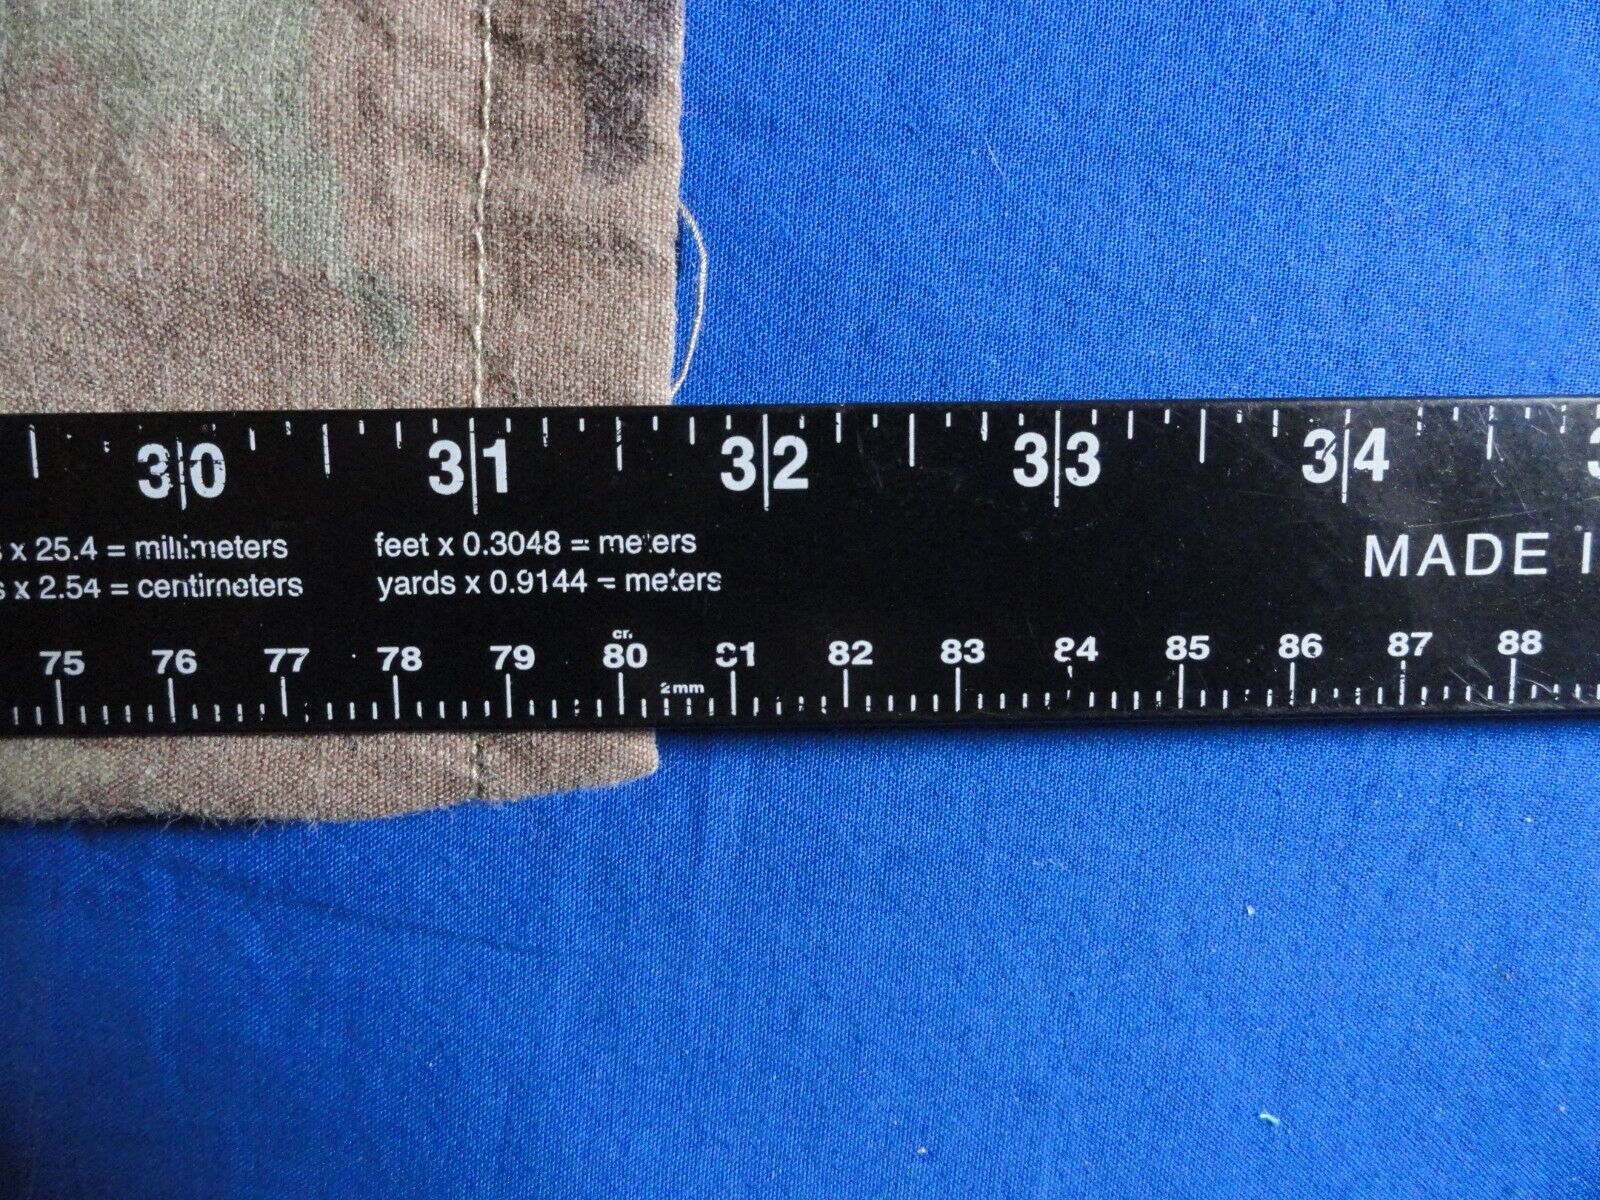 30 31 32 33 34
x 25.4 = millimeters feet x 0.3048 = meters
x 2.54 = centimeters yards x 0.9144 = meters
MADE
cm
75 76 77 78 79 80 81 82 83 84 85 86 87 88
2mm